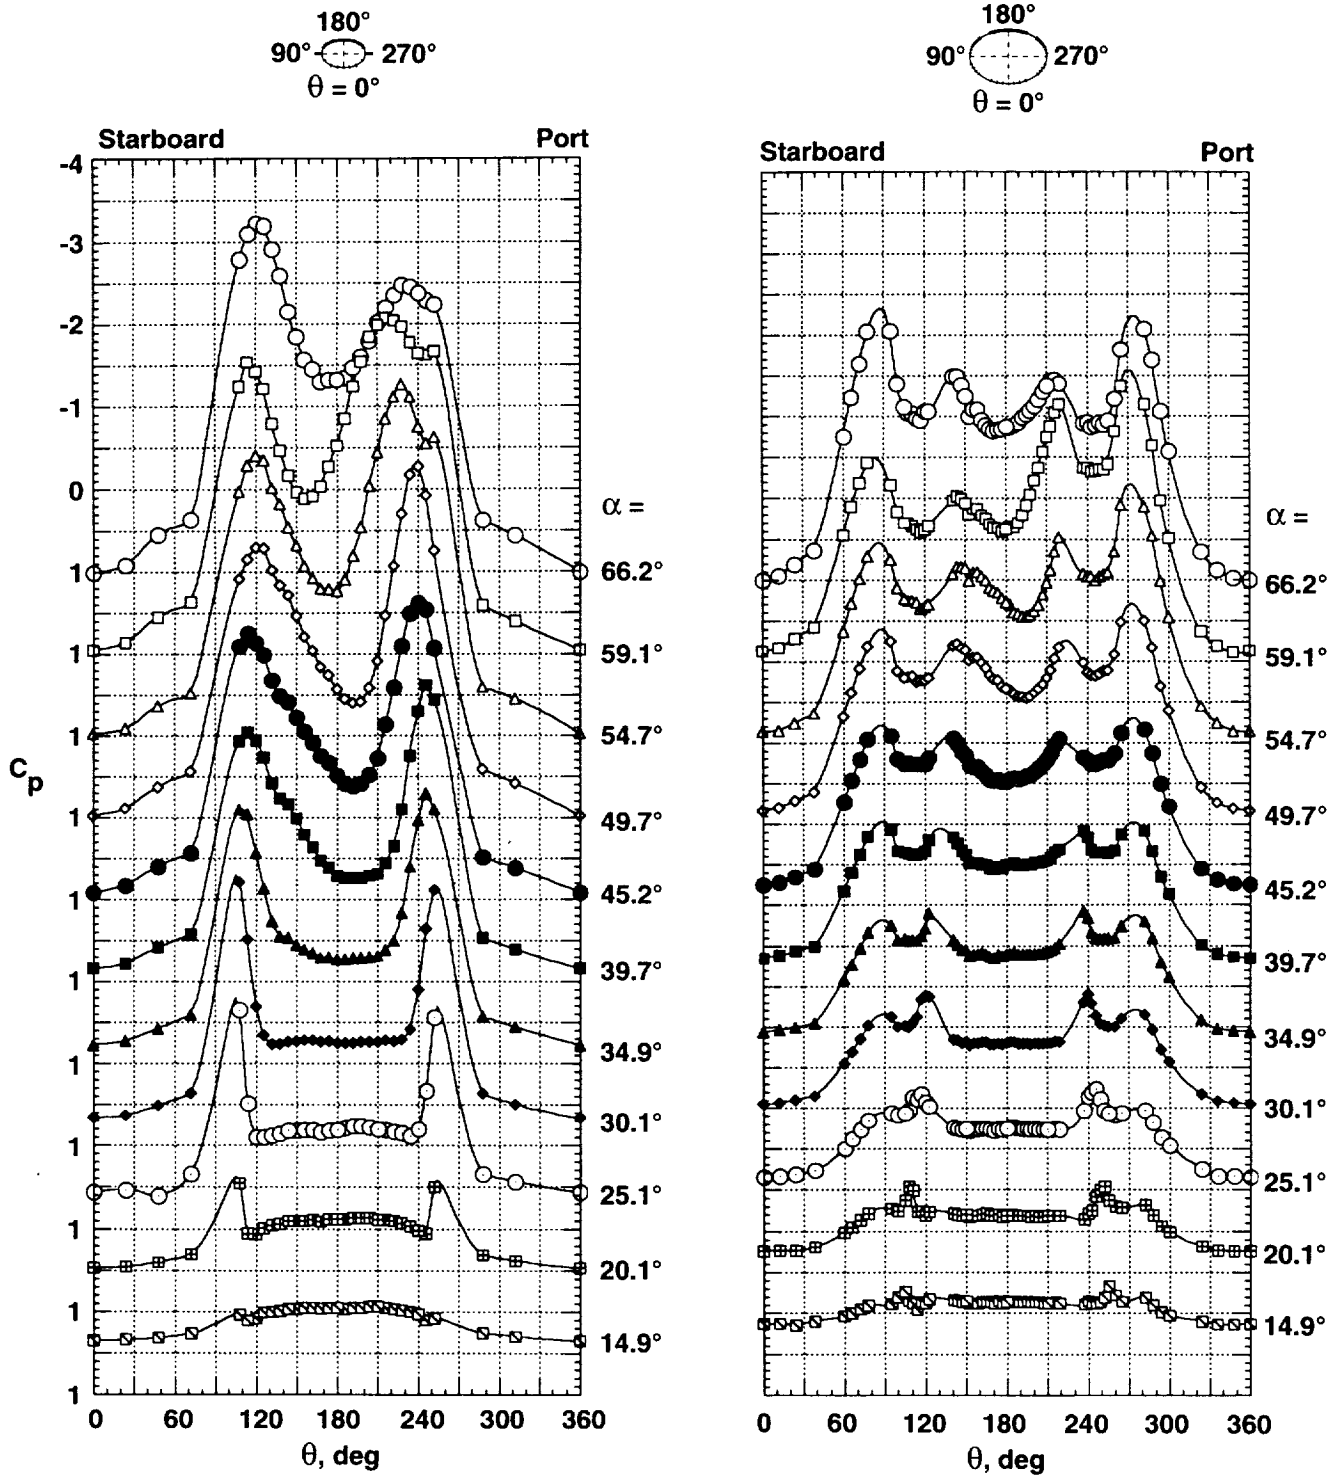 180°
90° 270°
θ = 0°
Starboard Port
-4
-3
-2
-1
0
α =
1 66.2°
1 59.1°
1 54.7°
Cp
1 49.7°
1 45.2°
1 39.7°
1 34.9°
1 30.1°
1 25.1°
1 20.1°
1 14.9°
1
0 60 120 180 240 300 360
θ, deg
180°
90° 270°
θ = 0°
Starboard Port
α =
66.2°
59.1°
54.7°
49.7°
45.2°
39.7°
34.9°
30.1°
25.1°
20.1°
14.9°
0 60 120 180 240 300 360
θ, deg